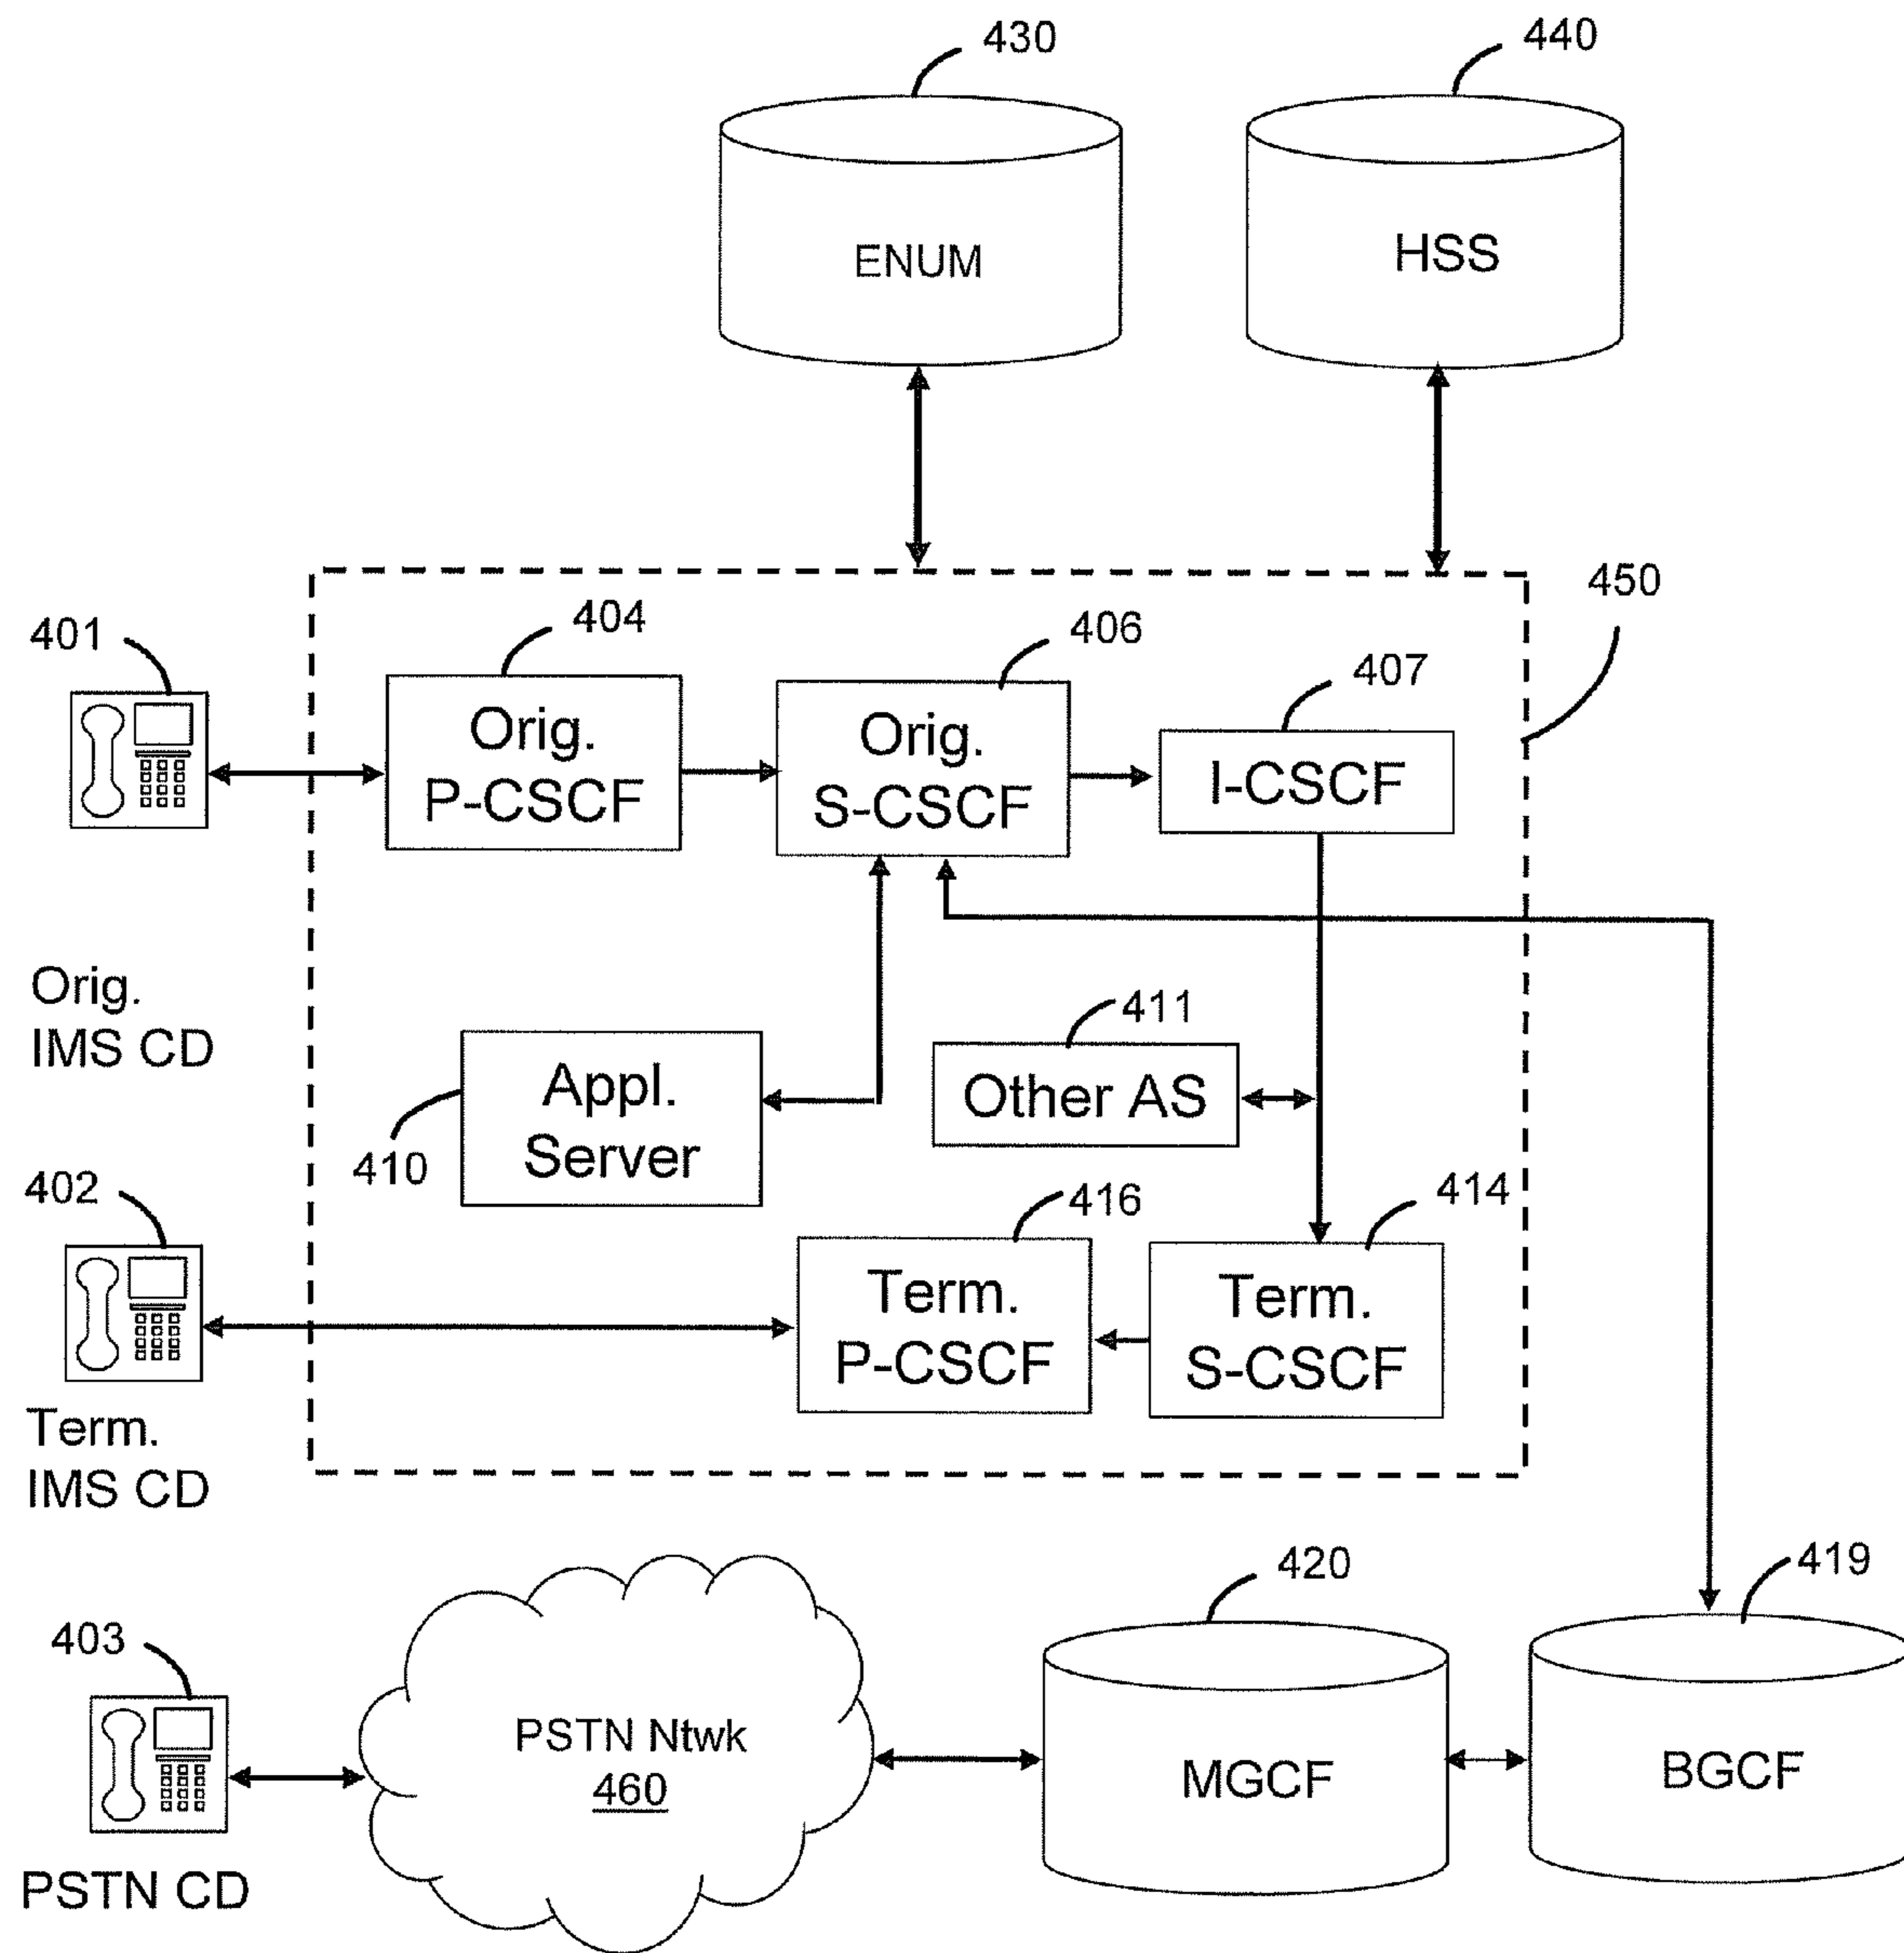 430
440
ENUM
HSS
450
401
404
406
407
Orig.
P-CSCF
Orig.
S-CSCF
I-CSCF
Orig.
IMS CD
411
Appl.
Server
Other AS
410
402
416
414
Term.
P-CSCF
Term.
S-CSCF
Term.
IMS CD
420
419
403
PSTN Ntwk
460
MGCF
BGCF
PSTN CD